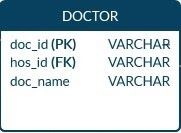 DOCTOR
doc_id (PK) VARCHAR
hos_id (FK) VARCHAR
doc_name VARCHAR